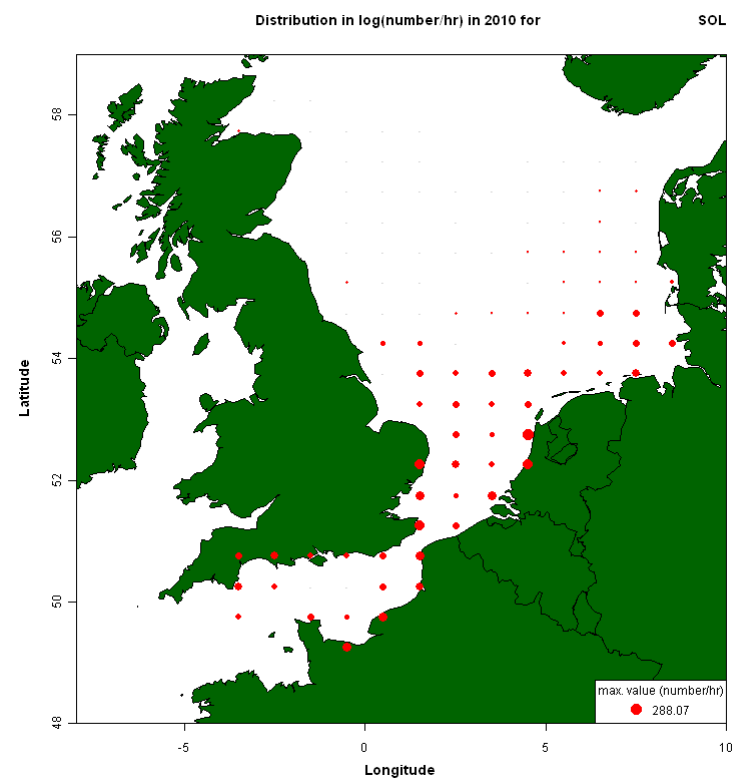 Distribution in log(number/hr) in 2010 for SOL
58
56
54
52
50
48
Latitude
-5 0 5 10
Longitude
max. value (number/hr)
288.07